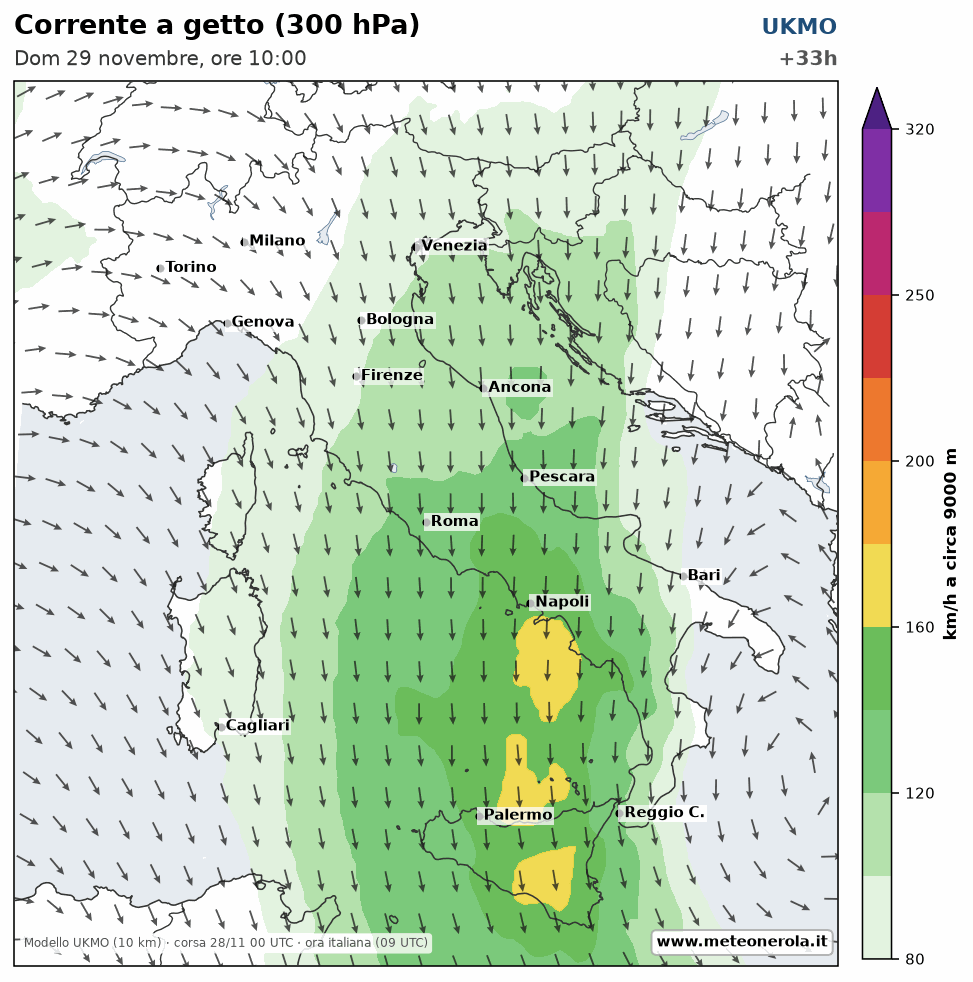 Corrente a getto (300 hPa)
UKMO
Dom 29 novembre, ore 10:00
+33h
320
250
200
160
120
80
km/h a circa 9000 m
Milano
Venezia
Torino
Genova
Bologna
Firenze
Ancona
Pescara
Roma
Bari
Napoli
Cagliari
Palermo
Reggio C.
Modello UKMO (10 km) · corsa 28/11 00 UTC · ora italiana (09 UTC)
www.meteonerola.it